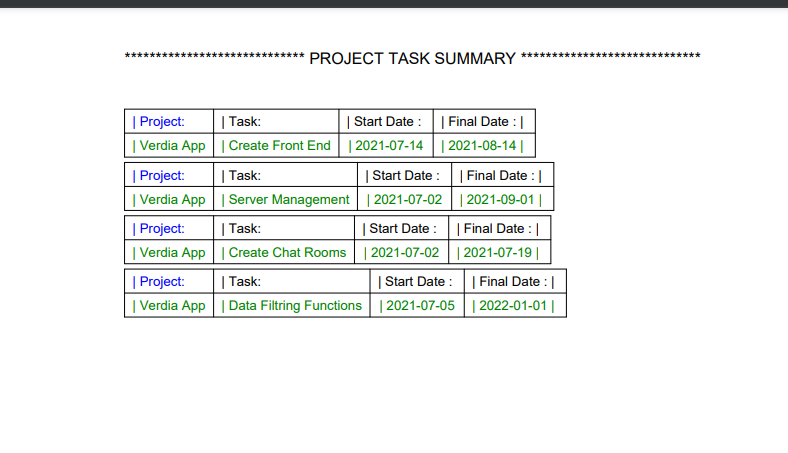 ***************************** PROJECT TASK SUMMARY *****************************
| Project: | Task: | Start Date : | Final Date : |
| Verdia App | Create Front End | 2021-07-14 | 2021-08-14 |
| Project: | Task: | Start Date : | Final Date : |
| Verdia App | Server Management | 2021-07-02 | 2021-09-01 |
| Project: | Task: | Start Date : | Final Date : |
| Verdia App | Create Chat Rooms | 2021-07-02 | 2021-07-19 |
| Project: | Task: | Start Date : | Final Date : |
| Verdia App | Data Filtring Functions | 2021-07-05 | 2022-01-01 |